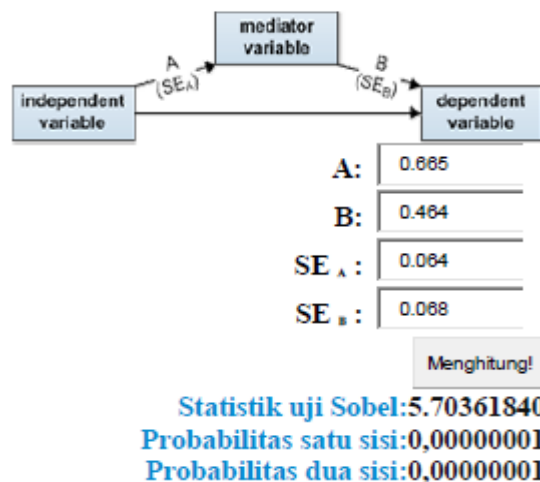 mediator
variable
A
(SEA)
B
(SEB)
independent
variable
dependent
variable
A: 0.665
B: 0.464
SE A : 0.064
SE B : 0.068
Menghitung!
Statistik uji Sobel:5.70361840
Probabilitas satu sisi:0,00000001
Probabilitas dua sisi:0,00000001